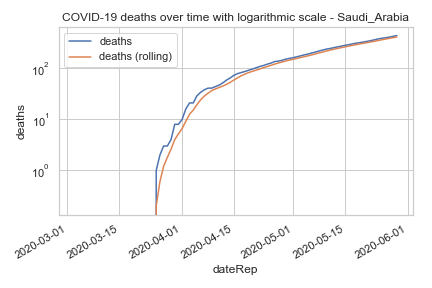 COVID-19 deaths over time with logarithmic scale - Saudi_Arabia
deaths
deaths (rolling)
10²
10¹
10⁰
deaths
2020-03-01
2020-03-15
2020-04-01
2020-04-15
2020-05-01
2020-05-15
2020-06-01
dateRep